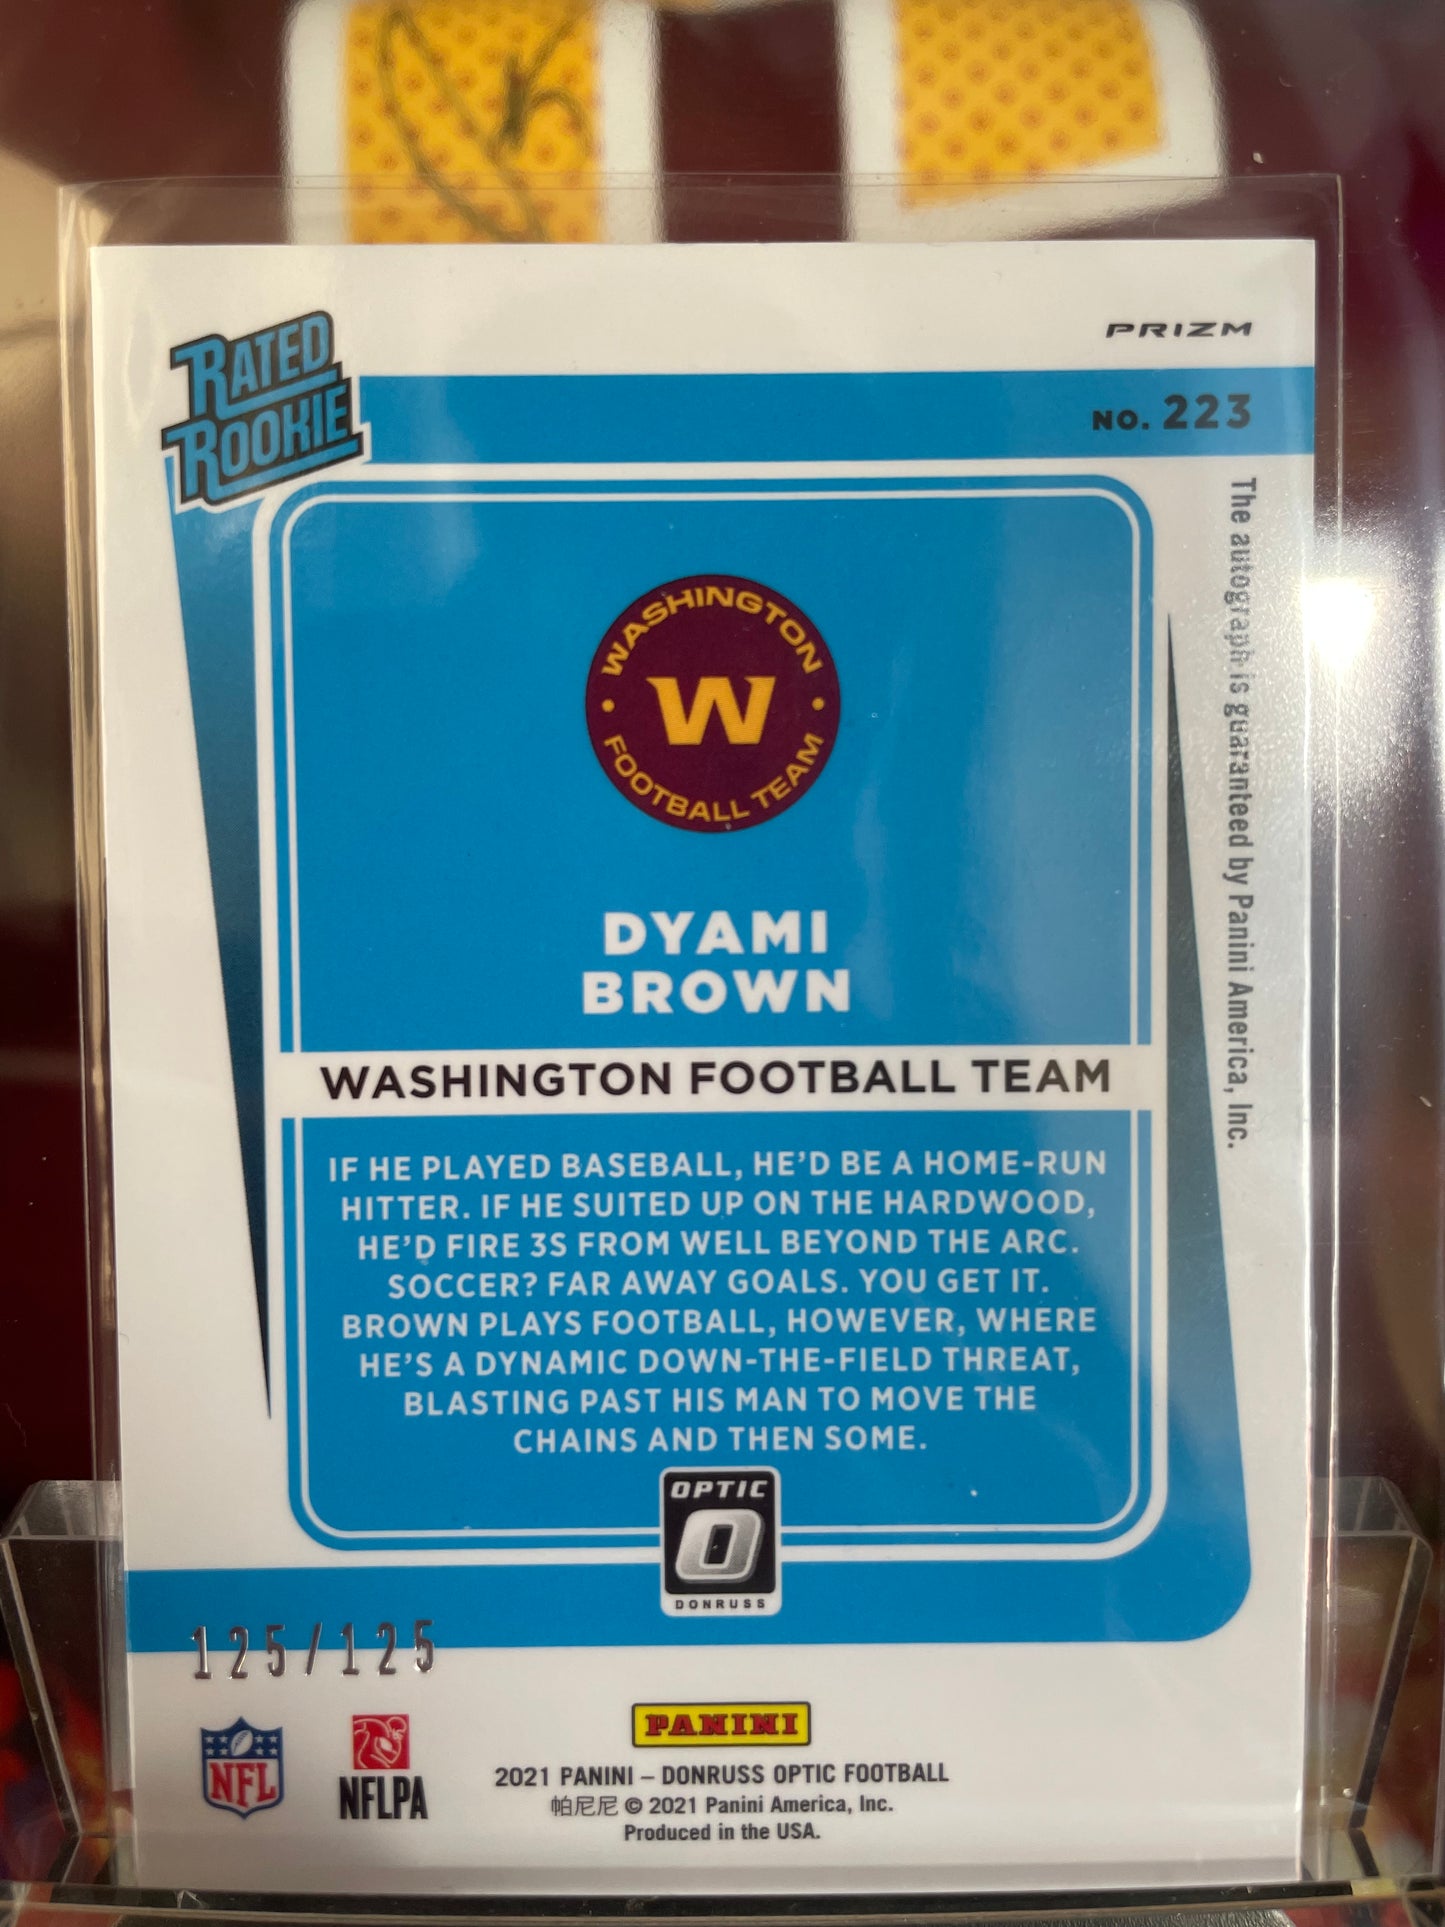 RATED
ROOKIE
PRIZM
NO. 223
The autograph is guaranteed by Panini America, Inc.
WASHINGTON
W
FOOTBALL TEAM
DYAMI
BROWN
WASHINGTON FOOTBALL TEAM
IF HE PLAYED BASEBALL, HE'D BE A HOME-RUN
HITTER. IF HE SUITED UP ON THE HARDWOOD,
HE'D FIRE 3S FROM WELL BEYOND THE ARC.
SOCCER? FAR AWAY GOALS. YOU GET IT.
BROWN PLAYS FOOTBALL, HOWEVER, WHERE
HE'S A DYNAMIC DOWN-THE-FIELD THREAT,
BLASTING PAST HIS MAN TO MOVE THE
CHAINS AND THEN SOME.
OPTIC
O
DONRUSS
125/125
NFL
NFLPA
PANINI
2021 PANINI – DONRUSS OPTIC FOOTBALL
帕尼尼 © 2021 Panini America, Inc.
Produced in the USA.